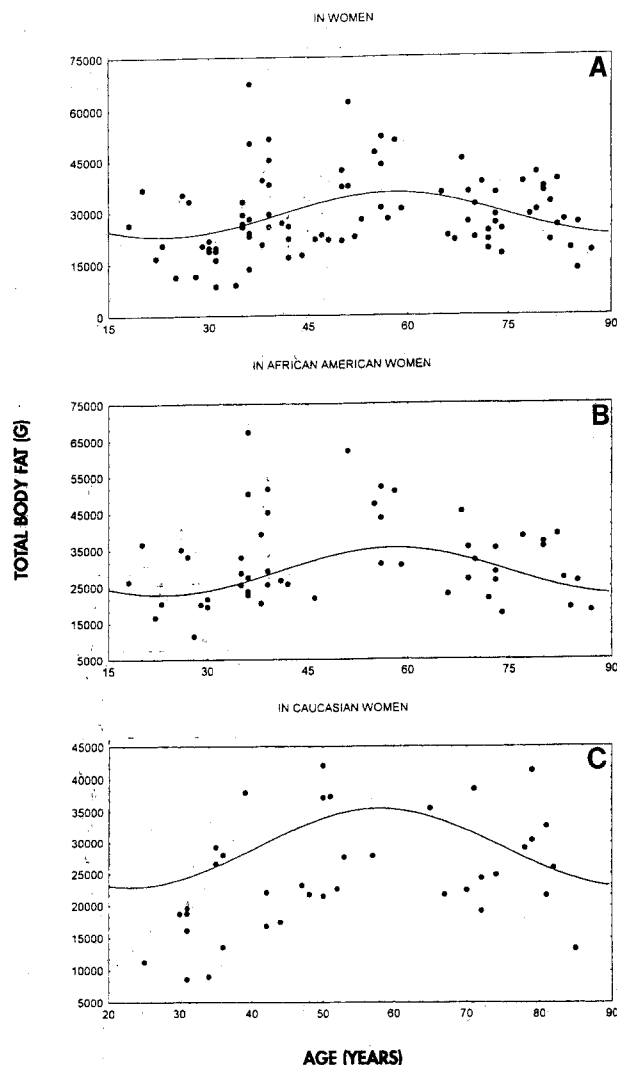 IN WOMEN
A
75000
60000
45000
30000
15000
0
15 30 45 60 75 90
IN AFRICAN AMERICAN WOMEN
B
75000
65000
55000
45000
35000
25000
15000
5000
15 30 45 60 75 90
TOTAL BODY FAT (G)
IN CAUCASIAN WOMEN
C
45000
40000
35000
30000
25000
20000
15000
10000
5000
20 30 40 50 60 70 80 90
AGE (YEARS)